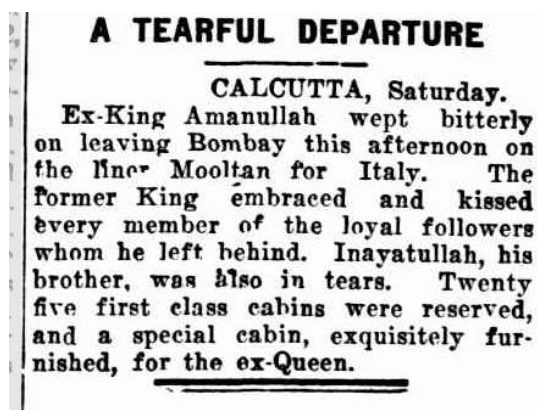 A TEARFUL DEPARTURE
CALCUTTA, Saturday.
Ex-King Amanullah wept bitterly
on leaving Bombay this afternoon on
the liner Mooltan for Italy. The
former King embraced and kissed
every member of the loyal followers
whom he left behind. Inayatullah, his
brother, was also in tears. Twenty
five first class cabins were reserved,
and a special cabin, exquisitely fur-
nished, for the ex-Queen.